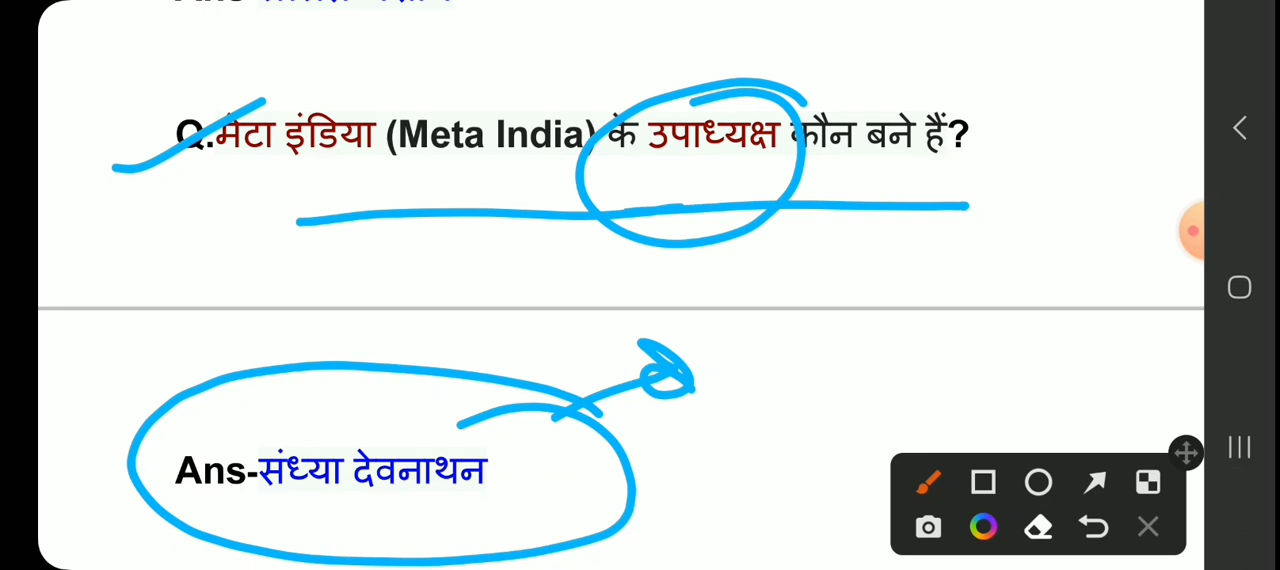 Q.मेटा इंडिया (Meta India) के उपाध्यक्ष कौन बने हैं?
Ans-संध्या देवनाथन